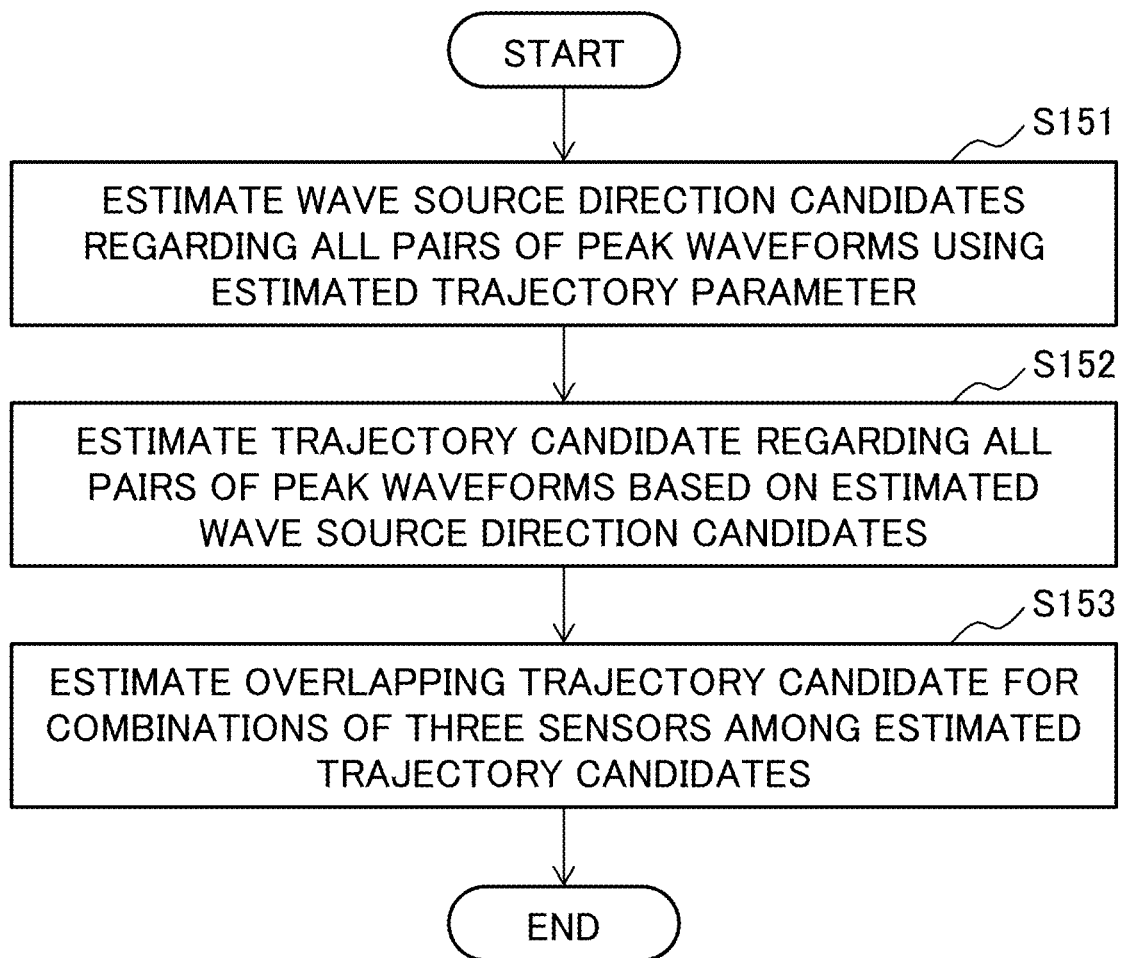 START
S151
ESTIMATE WAVE SOURCE DIRECTION CANDIDATES
REGARDING ALL PAIRS OF PEAK WAVEFORMS USING
ESTIMATED TRAJECTORY PARAMETER
S152
ESTIMATE TRAJECTORY CANDIDATE REGARDING ALL
PAIRS OF PEAK WAVEFORMS BASED ON ESTIMATED
WAVE SOURCE DIRECTION CANDIDATES
S153
ESTIMATE OVERLAPPING TRAJECTORY CANDIDATE FOR
COMBINATIONS OF THREE SENSORS AMONG ESTIMATED
TRAJECTORY CANDIDATES
END